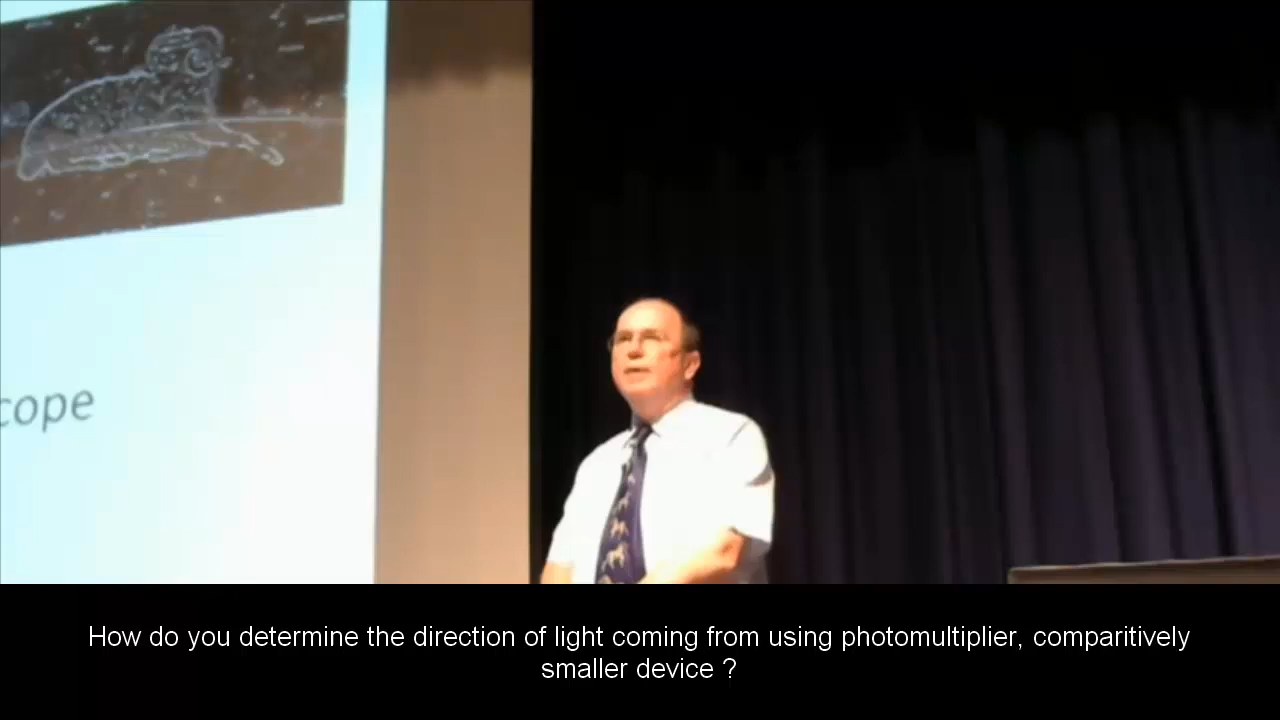 cope
How do you determine the direction of light coming from using photomultiplier, comparitively
smaller device ?